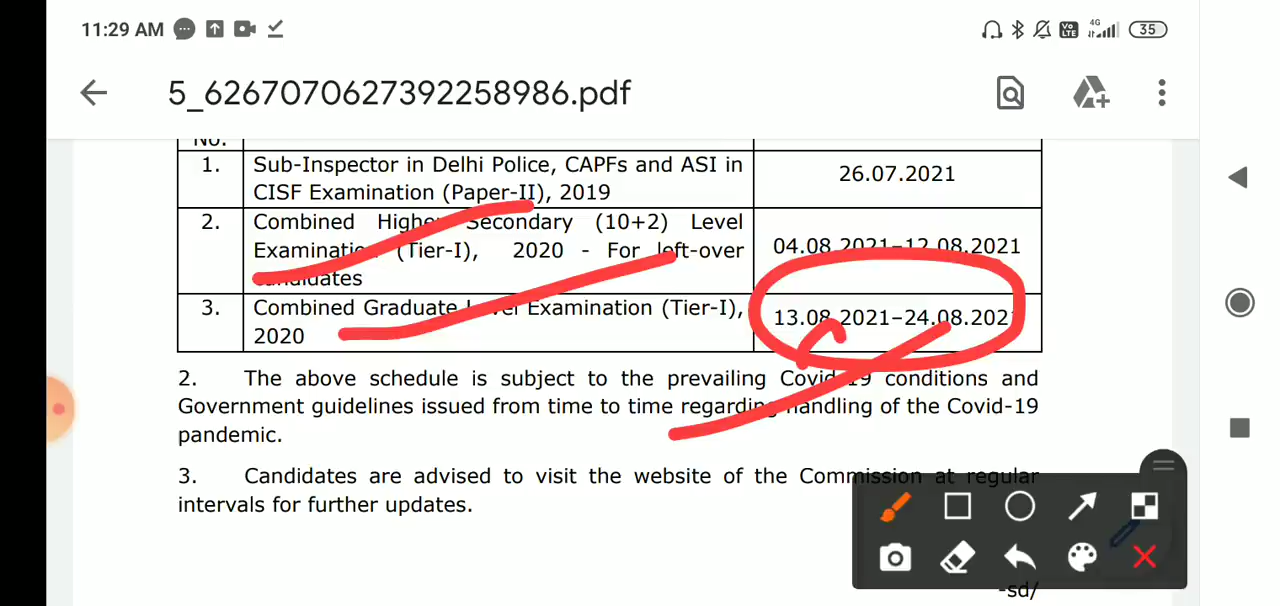 11:29 AM
4G
Vo
LTE
35
5_6267070627392258986.pdf
No.
1. Sub-Inspector in Delhi Police, CAPFs and ASI in 26.07.2021
CISF Examination (Paper-II), 2019
2. Combined Higher Secondary (10+2) Level
Examination (Tier-I), 2020 - For left-over 04.08.2021–12.08.2021
candidates
3. Combined Graduate Level Examination (Tier-I), 13.08.2021–24.08.2021
2020
2. The above schedule is subject to the prevailing Covid-19 conditions and
Government guidelines issued from time to time regarding handling of the Covid-19
pandemic.
3. Candidates are advised to visit the website of the Commission at regular
intervals for further updates.
-sd/